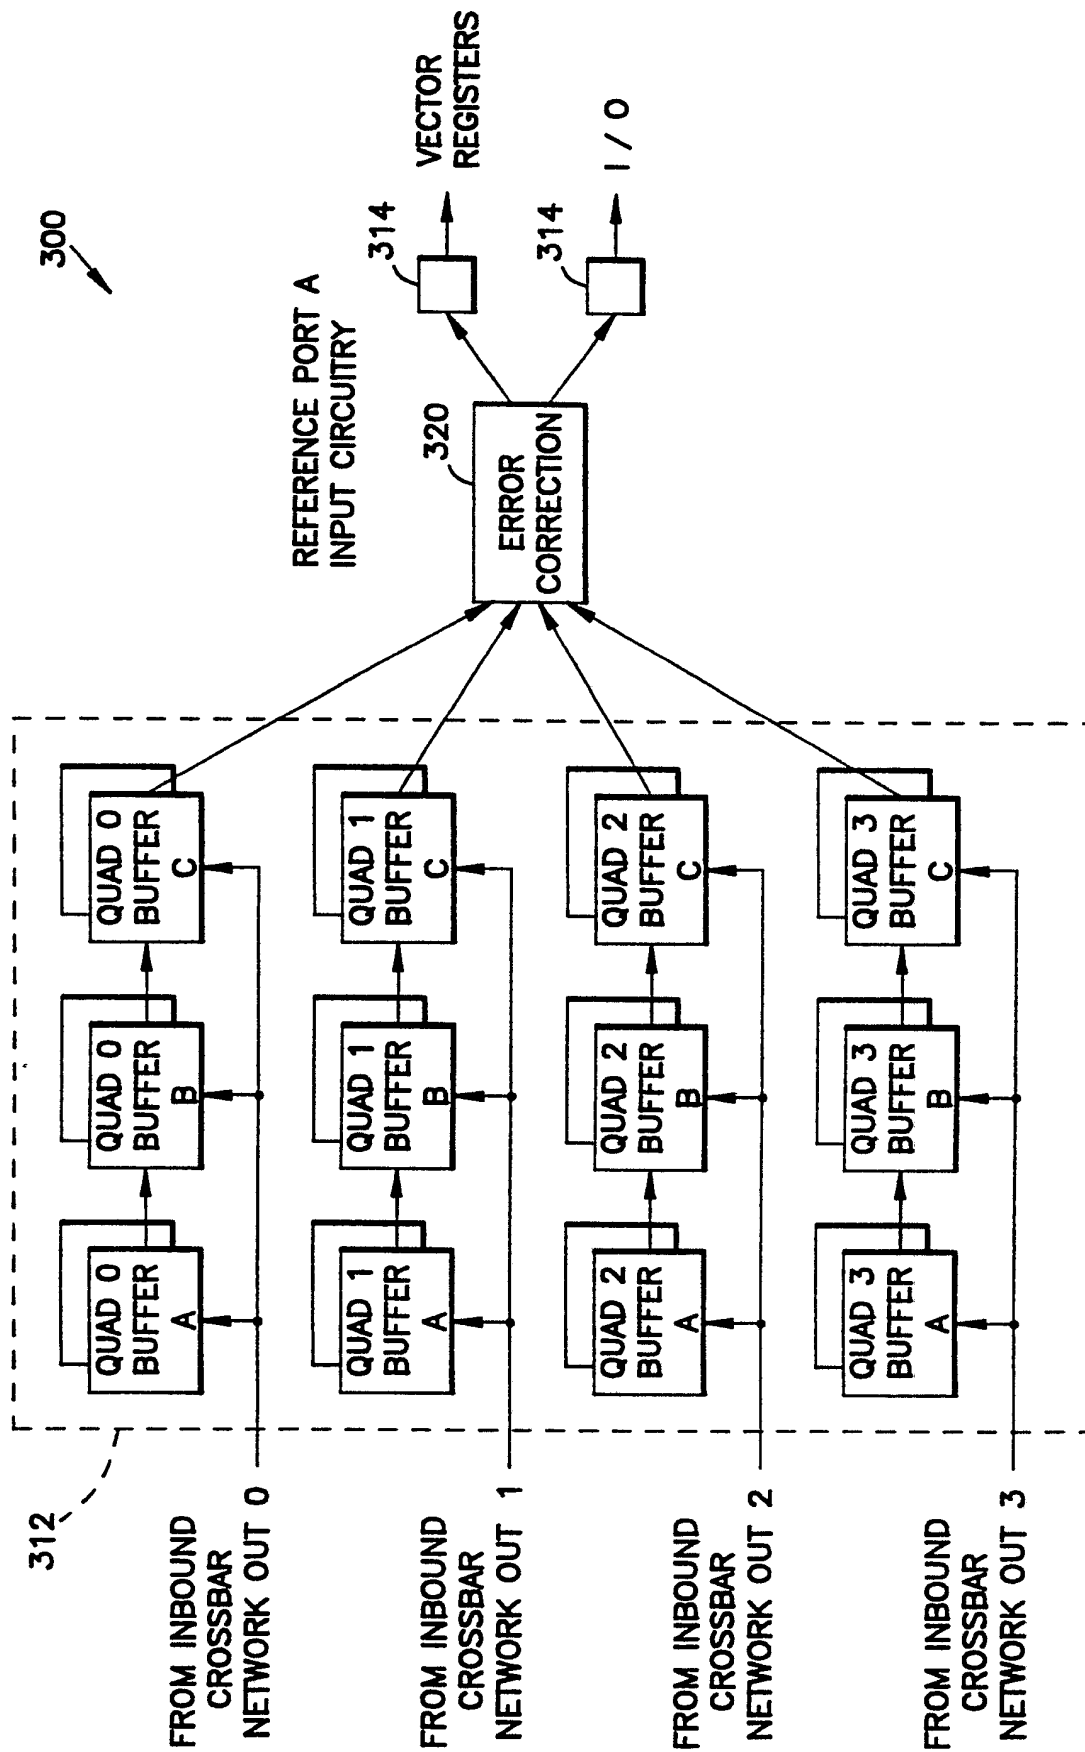 300
REFERENCE PORT A
INPUT CIRCUITRY
312
FROM INBOUND
CROSSBAR
NETWORK OUT 0
QUAD 0
BUFFER
A
QUAD 0
BUFFER
B
QUAD 0
BUFFER
C
FROM INBOUND
CROSSBAR
NETWORK OUT 1
QUAD 1
BUFFER
A
QUAD 1
BUFFER
B
QUAD 1
BUFFER
C
FROM INBOUND
CROSSBAR
NETWORK OUT 2
QUAD 2
BUFFER
A
QUAD 2
BUFFER
B
QUAD 2
BUFFER
C
FROM INBOUND
CROSSBAR
NETWORK OUT 3
QUAD 3
BUFFER
A
QUAD 3
BUFFER
B
QUAD 3
BUFFER
C
320
ERROR
CORRECTION
314
VECTOR
REGISTERS
314
I / O